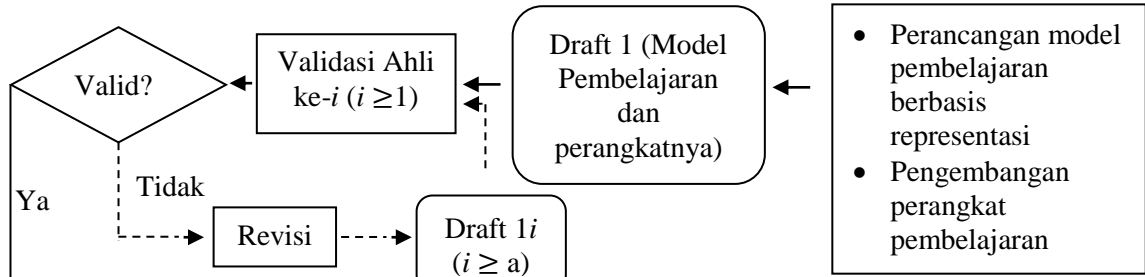 Valid?
Validasi Ahli
ke-i (i ≥1)
Draft 1 (Model
Pembelajaran
dan
perangkatnya)
• Perancangan model
pembelajaran
berbasis
representasi
• Pengembangan
perangkat
pembelajaran
Ya
Tidak
Revisi
Draft 1i
(i ≥ a)